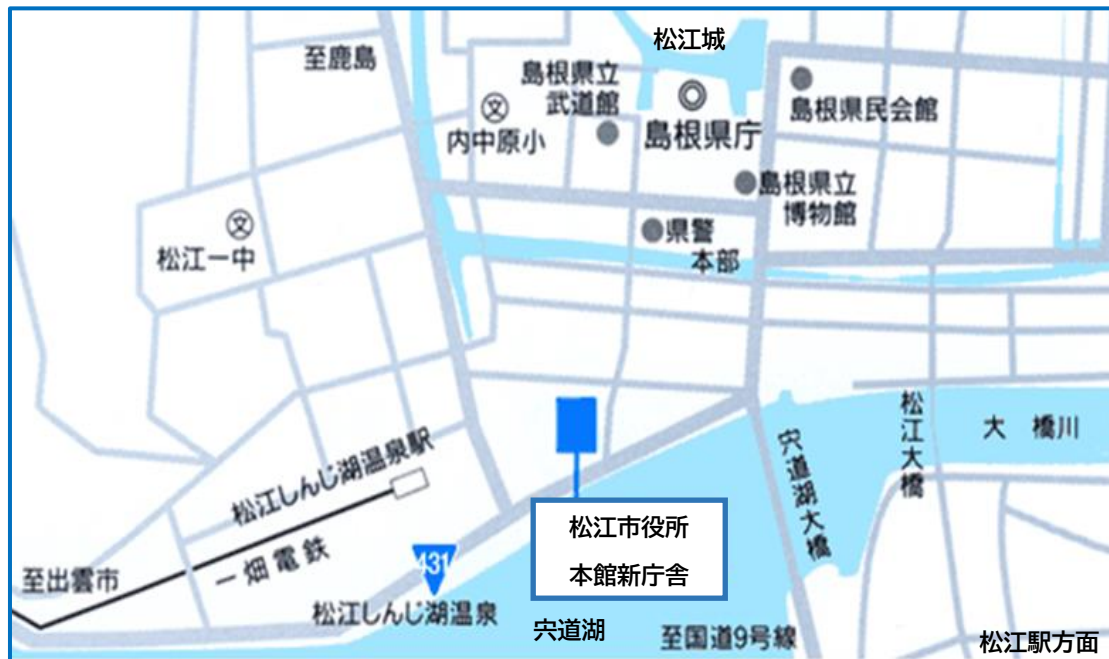 松江城
至鹿島
島根県立
武道館
島根県民会館
内中原小
島根県庁
島根県立
博物館
文
文
県警
本部
松江一中
松江大橋
大橋川
宍道湖大橋
松江しんじ湖温泉駅
一畑電鉄
至出雲市
431
松江しんじ湖温泉
松江市役所
本館新庁舎
宍道湖
至国道9号線
松江駅方面